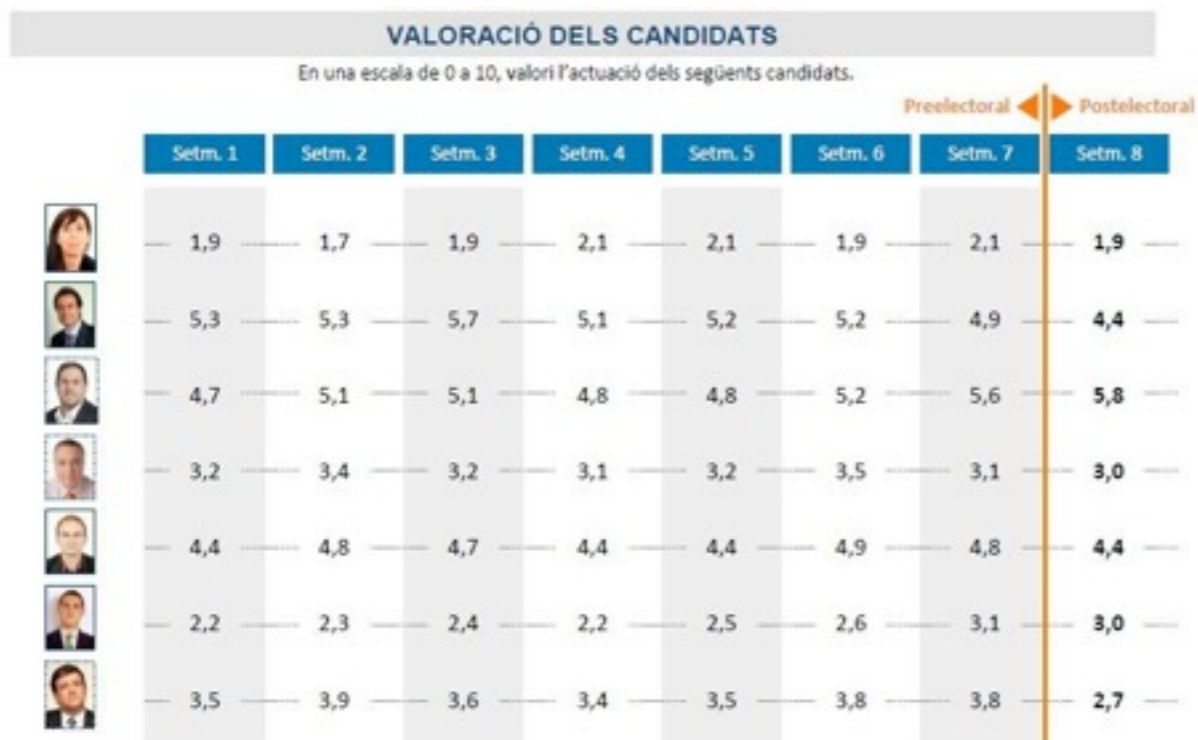 VALORACIÓ DELS CANDIDATS
En una escala de 0 a 10, valori l'actuació dels següents candidats.
Preelectoral Postelectoral
Setm. 1 Setm. 2 Setm. 3 Setm. 4 Setm. 5 Setm. 6 Setm. 7 Setm. 8
1,9 1,7 1,9 2,1 2,1 1,9 2,1 1,9
5,3 5,3 5,7 5,1 5,2 5,2 4,9 4,4
4,7 5,1 5,1 4,8 4,8 5,2 5,6 5,8
3,2 3,4 3,2 3,1 3,2 3,5 3,1 3,0
4,4 4,8 4,7 4,4 4,4 4,9 4,8 4,4
2,2 2,3 2,4 2,2 2,5 2,6 3,1 3,0
3,5 3,9 3,6 3,4 3,5 3,8 3,8 2,7